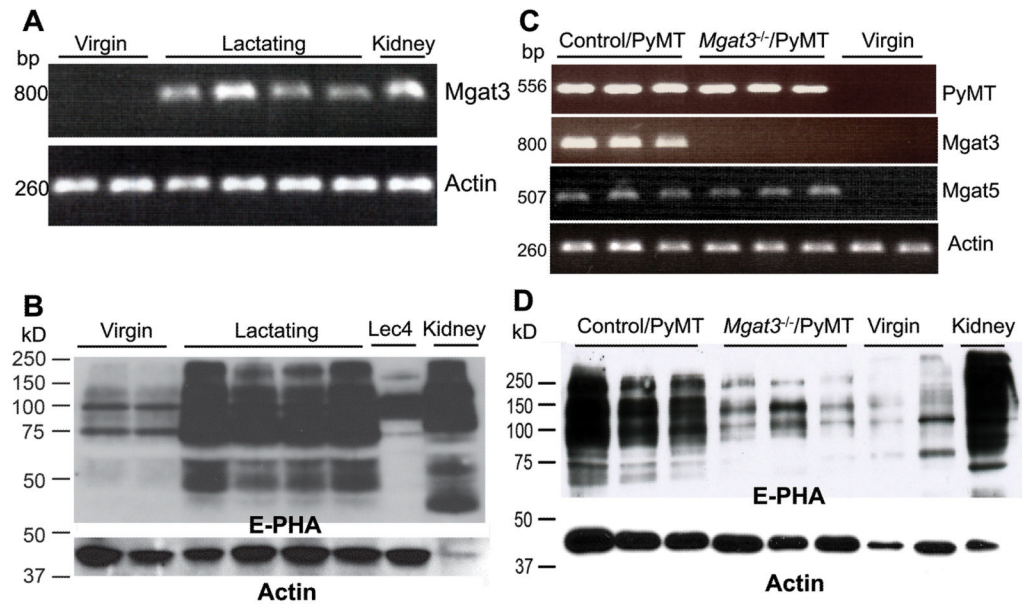 A
Virgin Lactating Kidney
bp
800 Mgat3
260 Actin
B
kD Virgin Lactating Lec4 Kidney
250
150
100
75
50
E-PHA
50
37
Actin
C
Control/PyMT Mgat3-/-/PyMT Virgin
bp
556 PyMT
800 Mgat3
507 Mgat5
260 Actin
D
kD Control/PyMT Mgat3-/-/PyMT Virgin Kidney
250
150
100
75
E-PHA
50
37
Actin